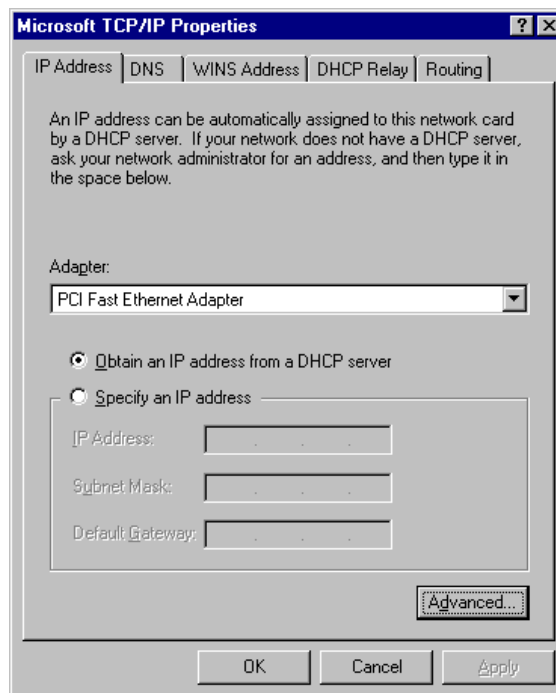 Microsoft TCP/IP Properties
IP Address
DNS
WINS Address
DHCP Relay
Routing
An IP address can be automatically assigned to this network card
by a DHCP server. If your network does not have a DHCP server,
ask your network administrator for an address, and then type it in
the space below.
Adapter:
PCI Fast Ethernet Adapter
Obtain an IP address from a DHCP server
Specify an IP address
IP Address:
Subnet Mask:
Default Gateway:
Advanced...
OK
Cancel
Apply